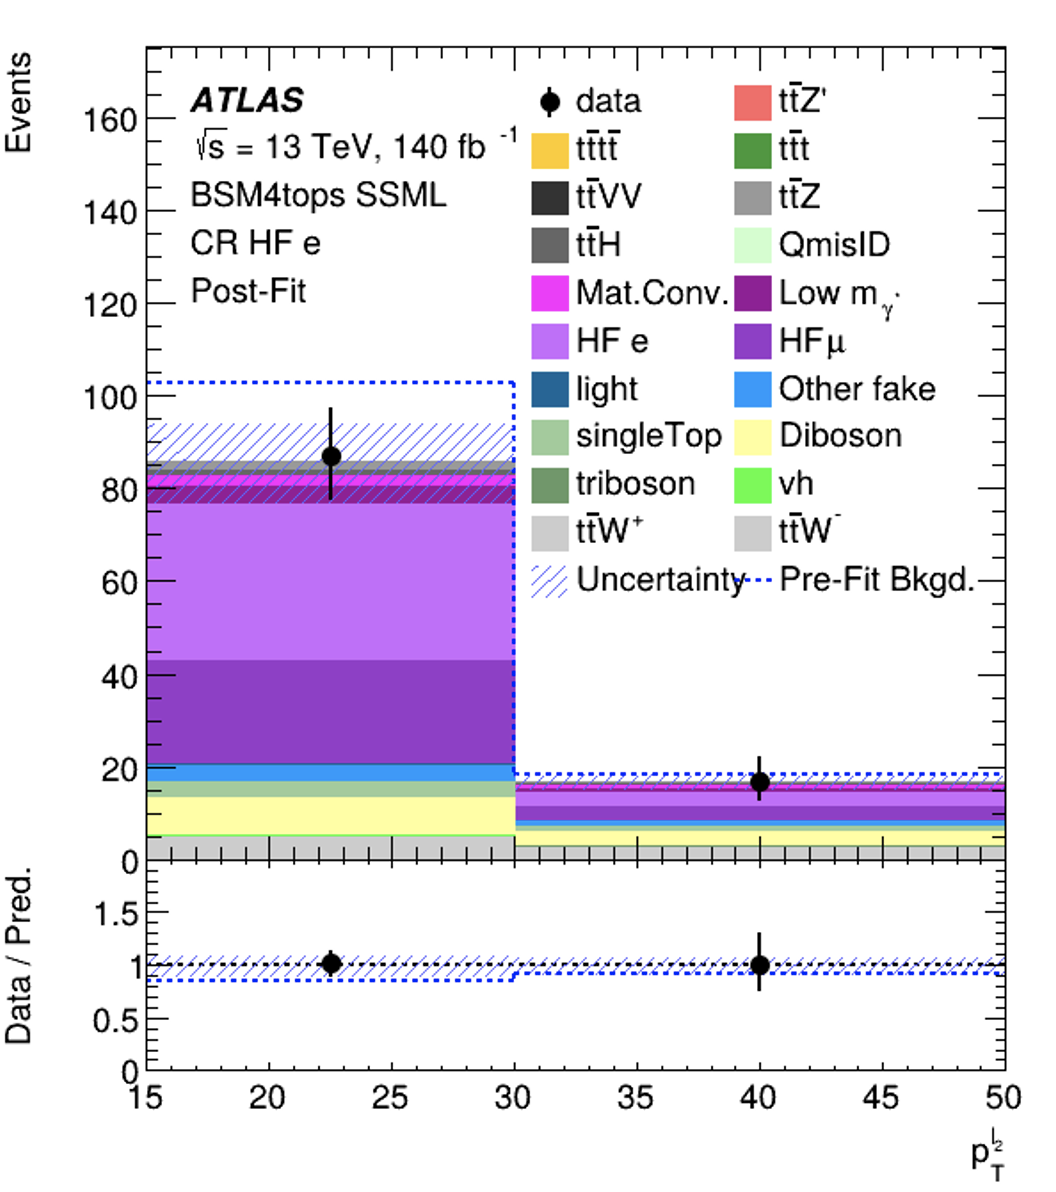 Events
160
140
120
100
80
60
40
20
0
ATLAS
√s = 13 TeV, 140 fb⁻¹
BSM4tops SSML
CR HF e
Post-Fit
data
tt̄Z'
tt̄tt̄
tt̄t
tt̄VV
tt̄Z
tt̄H
QmisID
Mat.Conv.
Low m_γ*
HF e
HFμ
light
Other fake
singleTop
Diboson
triboson
vh
tt̄W⁺
tt̄W⁻
Uncertainty
Pre-Fit Bkgd.
Data / Pred.
1.5
1
0.5
0
15 20 25 30 35 40 45 50
p_T^l₂